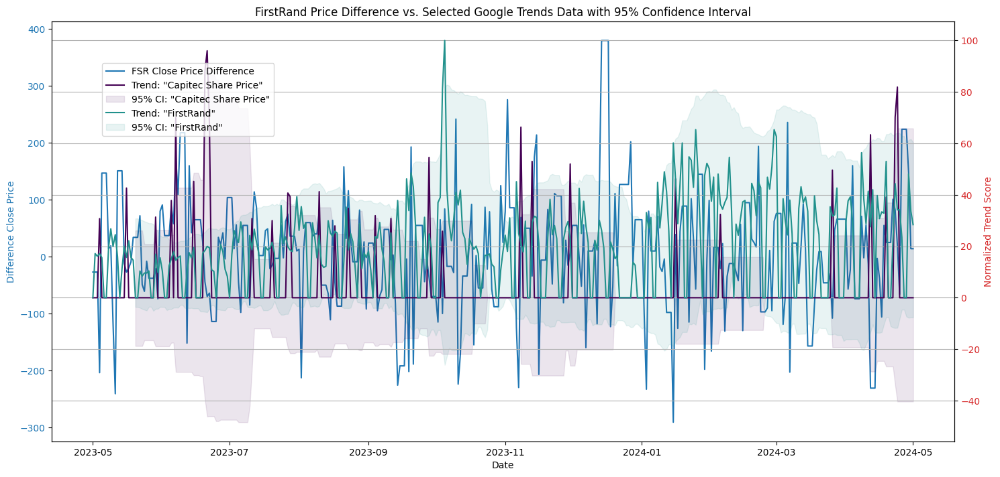 FirstRand Price Difference vs. Selected Google Trends Data with 95% Confidence Interval
400
300
200
100
0
−100
−200
−300
Difference Close Price
FSR Close Price Difference
Trend: "Capitec Share Price"
95% CI: "Capitec Share Price"
Trend: "FirstRand"
95% CI: "FirstRand"
100
80
60
40
20
0
−20
−40
Normalized Trend Score
2023-05
2023-07
2023-09
2023-11
2024-01
2024-03
2024-05
Date